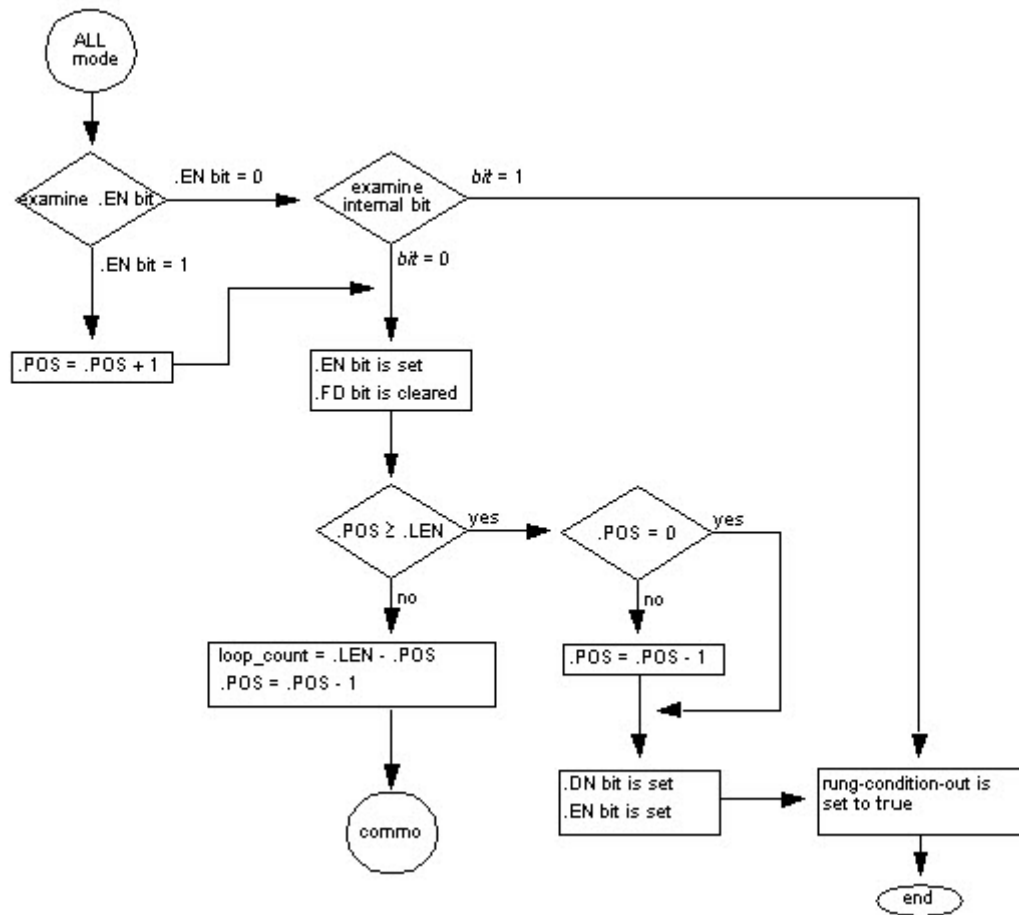 ALL
mode
examine .EN bit
.EN bit = 0
examine
internal bit
bit = 1
.EN bit = 1
bit = 0
.POS = .POS + 1
.EN bit is set
.FD bit is cleared
.POS ≥ .LEN
yes
.POS = 0
yes
no
no
loop_count = .LEN - .POS
.POS = .POS - 1
.POS = .POS - 1
.DN bit is set
.EN bit is set
rung-condition-out is
set to true
commo
end